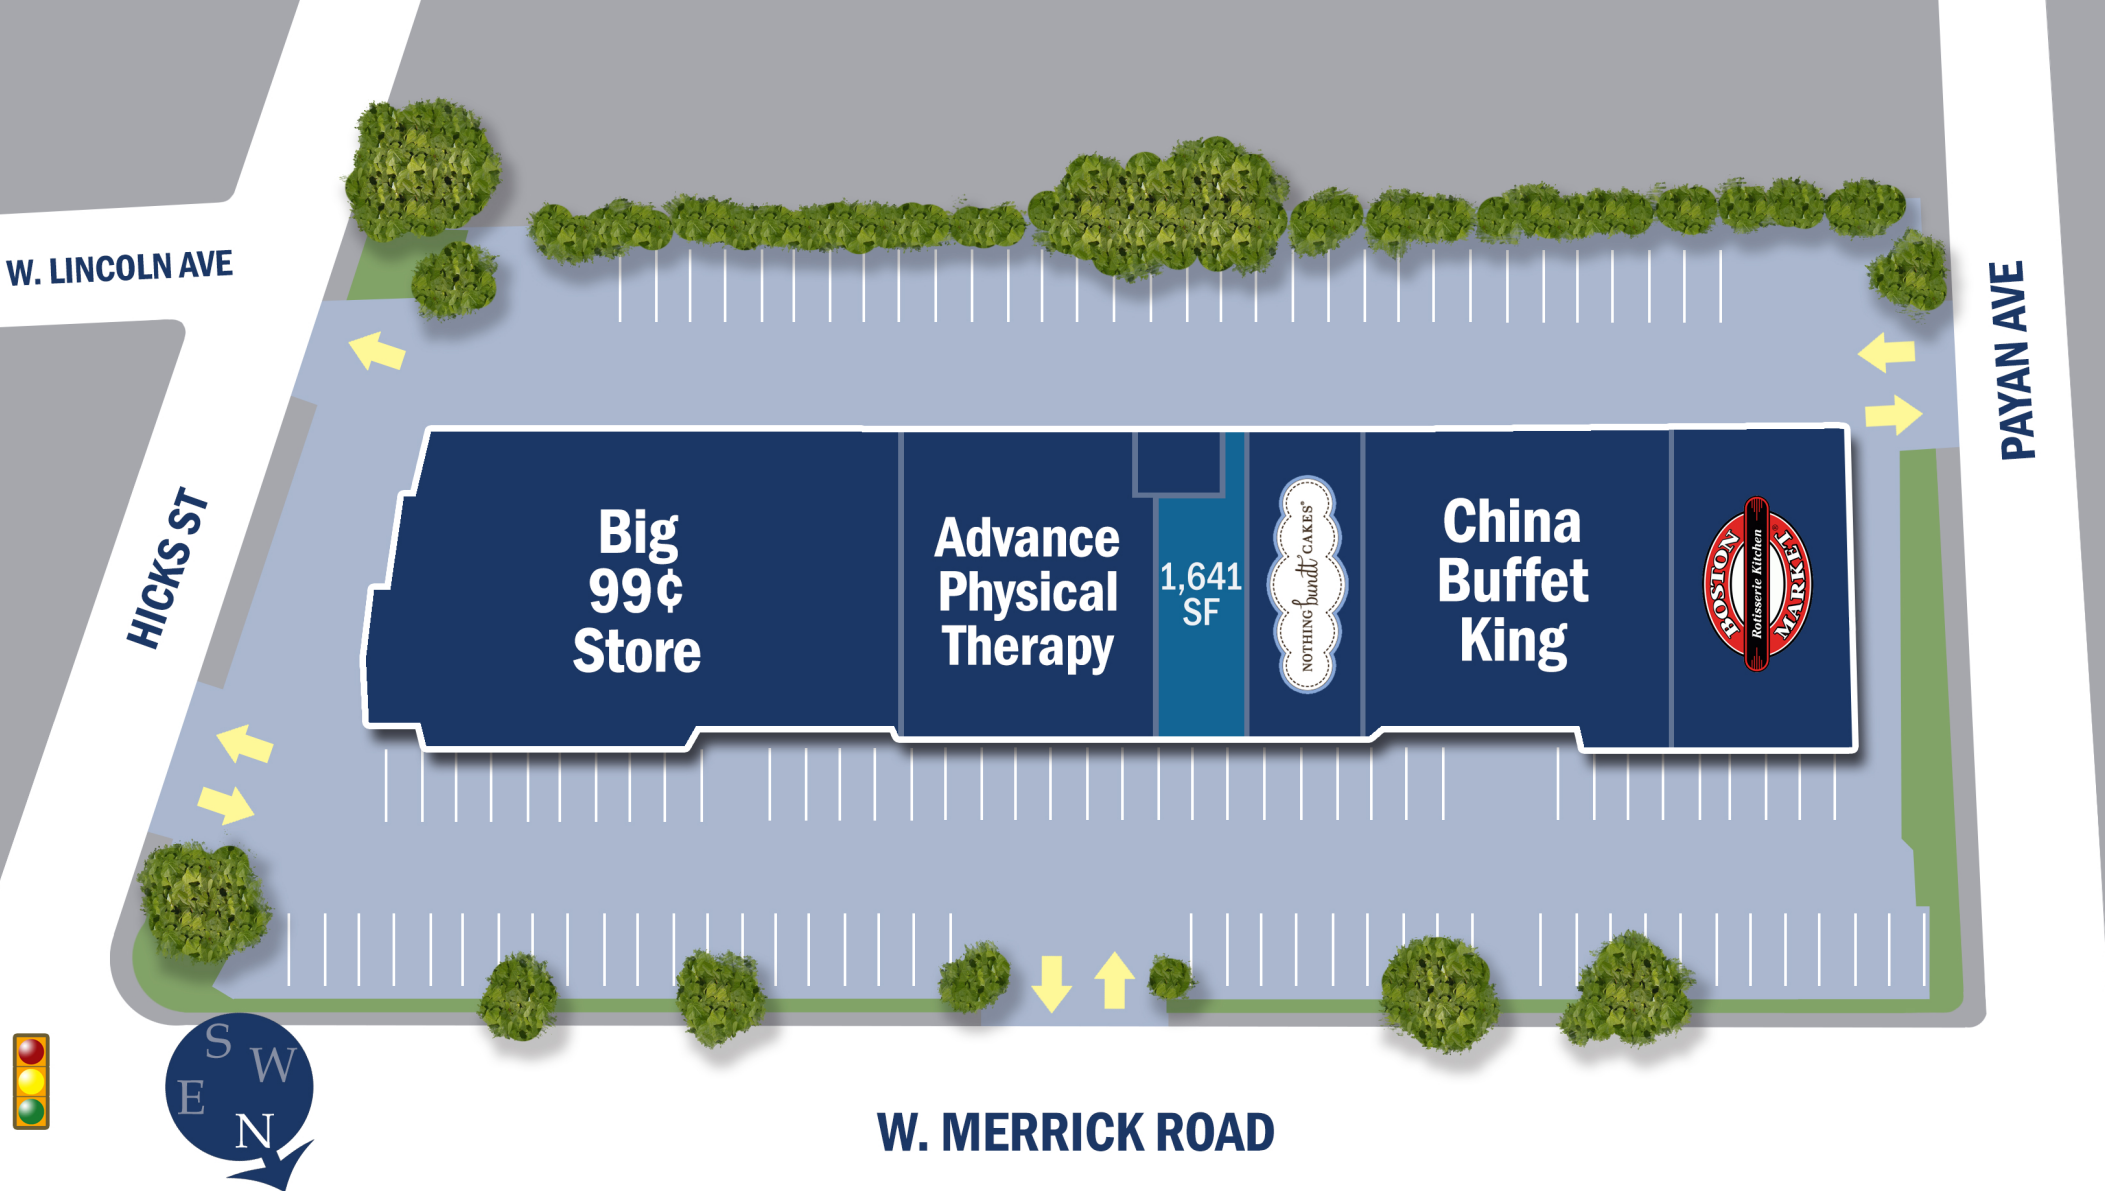 W. LINCOLN AVE
HICKS ST
PAYAN AVE
Big
99¢
Store
Advance
Physical
Therapy
1,641
SF
NOTHING bundt CAKES®
China
Buffet
King
BOSTON
Rotisserie Kitchen
MARKET®
S
W
E
N
W. MERRICK ROAD